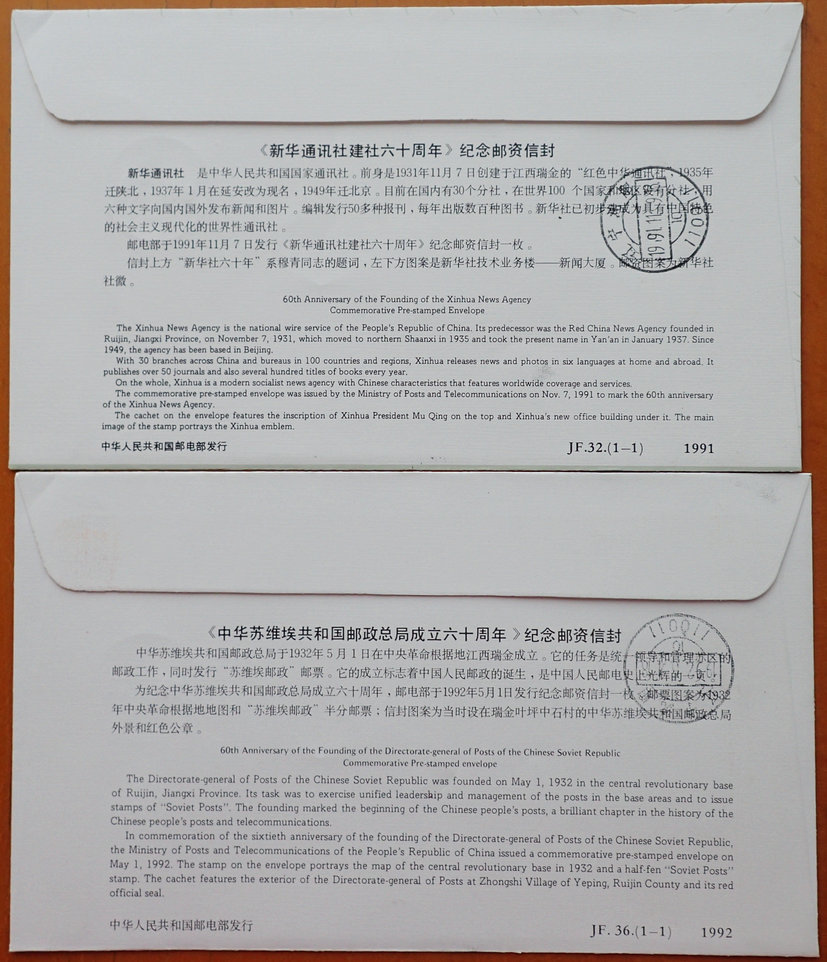 《新华通讯社建社六十周年》纪念邮资信封
新华通讯社 是中华人民共和国国家通讯社。前身是1931年11月7日创建于江西瑞金的“红色中华通讯社，1935年
迁陕北，1937年1月在延安改为现名，1949年迁北京。目前在国内有30个分社，在世界100 个国家和地区设有分社，用
六种文字向国内国外发布新闻和图片。编辑发行50多种报刊，每年出版数百种图书。新华社已初步建成为具有中国特色
的社会主义现代化的世界性通讯社。
邮电部于1991年11月7日发行《新华通讯社建社六十周年》纪念邮资信封一枚。
信封上方“新华社六十年”系穆青同志的题词，左下方图案是新华社技术业务楼——新闻大厦。邮资图案为新华社
社徽。
60th Anniversary of the Founding of the Xinhua News Agency
Commemorative Pre-stamped Envelope
The Xinhua News Agency is the national wire service of the People's Republic of China. Its predecessor was the Red China News Agency founded in
Ruijin, Jiangxi Province, on November 7, 1931, which moved to northern Shaanxi in 1935 and took the present name in Yan'an in January 1937. Since
1949, the agency has been based in Beijing.
With 30 branches across China and bureaus in 100 countries and regions, Xinhua releases news and photos in six languages at home and abroad. It
publishes over 50 journals and also several hundred titles of books every year.
On the whole, Xinhua is a modern socialist news agency with Chinese characteristics that features worldwide coverage and services.
The commemorative pre-stamped envelope was issued by the Ministry of Posts and Telecommunications on Nov. 7, 1991 to mark the 60th anniversary
of the Xinhua News Agency.
The cachet on the envelope features the inscription of Xinhua President Mu Qing on the top and Xinhua's new office building under it. The main
image of the stamp portrays the Xinhua emblem.
中华人民共和国邮电部发行 JF.32.(1—1) 1991
《中华苏维埃共和国邮政总局成立六十周年》纪念邮资信封
110011
中华苏维埃共和国邮政总局于1932年5月1日在中央革命根据地江西瑞金成立。它的任务是统一领导和管理苏区的
邮政工作，同时发行“苏维埃邮政”邮票。它的成立标志着中国人民邮政的诞生，是中国人民邮电史上光辉的一页。
为纪念中华苏维埃共和国邮政总局成立六十周年，邮电部于1992年5月1日发行纪念邮资信封一枚。邮票图案为1932
年中央革命根据地地图和“苏维埃邮政”半分邮票；信封图案为当时设在瑞金叶坪中石村的中华苏维埃共和国邮政总局
外景和红色公章。
60th Anniversary of the Founding of the Directorate-general of Posts of the Chinese Soviet Republic
Commemorative Pre-stamped envelope
The Directorate-general of Posts of the Chinese Soviet Republic was founded on May 1, 1932 in the central revolutionary base
of Ruijin, Jiangxi Province. Its task was to exercise unified leadership and management of the posts in the base areas and to issue
stamps of "Soviet Posts". The founding marked the beginning of the Chinese people's posts, a brilliant chapter in the history of the
Chinese people's posts and telecommunications.
In commemoration of the sixtieth anniversary of the founding of the Directorate-general of Posts of the Chinese Soviet Republic,
the Ministry of Posts and Telecommunications of the People's Republic of China issued a commemorative pre-stamped envelope on
May 1, 1992. The stamp on the envelope portrays the map of the central revolutionary base in 1932 and a half-fen "Soviet Posts"
stamp. The cachet features the exterior of the Directorate-general of Posts at Zhongshi Village of Yeping, Ruijin County and its red
official seal.
中华人民共和国邮电部发行 JF. 36.(1—1) 1992